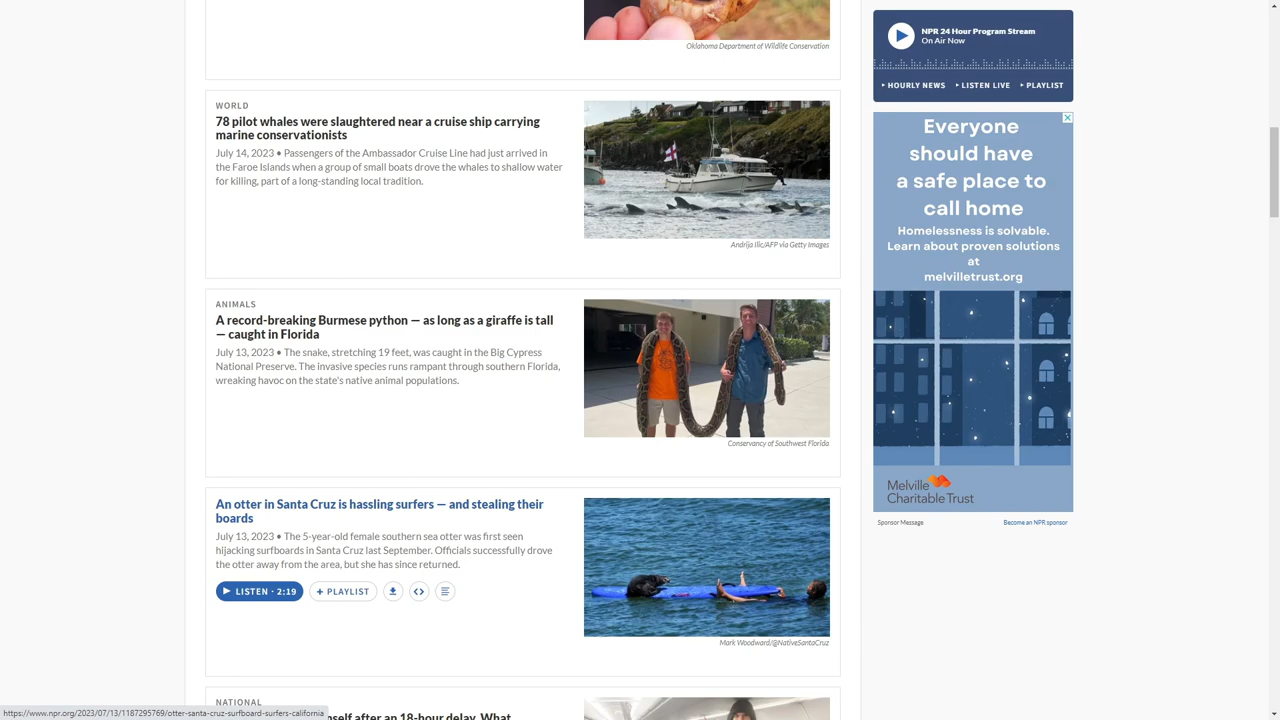 Oklahoma Department of Wildlife Conservation
WORLD
78 pilot whales were slaughtered near a cruise ship carrying
marine conservationists
July 14, 2023 • Passengers of the Ambassador Cruise Line had just arrived in
the Faroe Islands when a group of small boats drove the whales to shallow water
for killing, part of a long-standing local tradition.
Andrija Ilic/AFP via Getty Images
ANIMALS
A record-breaking Burmese python — as long as a giraffe is tall
— caught in Florida
July 13, 2023 • The snake, stretching 19 feet, was caught in the Big Cypress
National Preserve. The invasive species runs rampant through southern Florida,
wreaking havoc on the state's native animal populations.
Conservancy of Southwest Florida
An otter in Santa Cruz is hassling surfers — and stealing their
boards
July 13, 2023 • The 5-year-old female southern sea otter was first seen
hijacking surfboards in Santa Cruz last September. Officials successfully drove
the otter away from the area, but she has since returned.
LISTEN · 2:19
+ PLAYLIST
Mark Woodward/@NativeSantaCruz
NATIONAL
mself after an 18-hour delay. What
https://www.npr.org/2023/07/13/1187295769/otter-santa-cruz-surfboard-surfers-california
NPR 24 Hour Program Stream
On Air Now
HOURLY NEWS
LISTEN LIVE
PLAYLIST
Everyone
should have
a safe place to
call home
Homelessness is solvable.
Learn about proven solutions
at
melvilletrust.org
Melville
Charitable Trust
Sponsor Message
Become an NPR sponsor